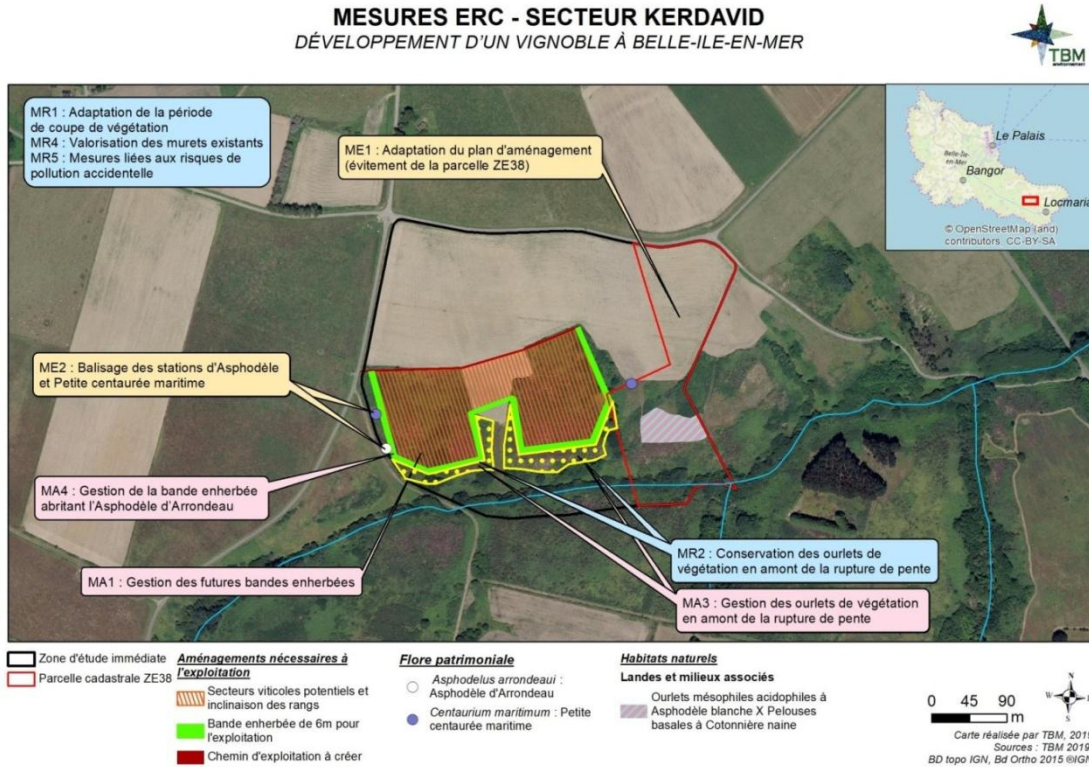 MESURES ERC - SECTEUR KERDAVID
DÉVELOPPEMENT D'UN VIGNOBLE À BELLE-ILE-EN-MER
TBM
environnement
MR1 : Adaptation de la période
de coupe de végétation
MR4 : Valorisation des murets existants
MR5 : Mesures liées aux risques de
pollution accidentelle
ME1 : Adaptation du plan d'aménagement
(évitement de la parcelle ZE38)
Le Palais
Belle-Île-
en-Mer
Bangor
Locmaria
© OpenStreetMap (and)
contributors, CC-BY-SA
ME2 : Balisage des stations d'Asphodèle
et Petite centaurée maritime
MA4 : Gestion de la bande enherbée
abritant l'Asphodèle d'Arrondeau
MA1 : Gestion des futures bandes enherbées
MR2 : Conservation des ourlets de
végétation en amont de la rupture de pente
MA3 : Gestion des ourlets de végétation
en amont de la rupture de pente
Zone d'étude immédiate
Parcelle cadastrale ZE38
Aménagements nécessaires à
l'exploitation
Secteurs viticoles potentiels et
inclinaison des rangs
Bande enherbée de 6m pour
l'exploitation
Chemin d'exploitation à créer
Flore patrimoniale
Asphodelus arrondeaui :
Asphodèle d'Arrondeau
Centaurium maritimum : Petite
centaurée maritime
Habitats naturels
Landes et milieux associés
Ourlets mésophiles acidophiles à
Asphodèle blanche X Pelouses
basales à Cotonnière naine
0 45 90
m
N
W
S
Carte réalisée par TBM, 2019
Sources : TBM 2019,
BD topo IGN, Bd Ortho 2015 ®IGN